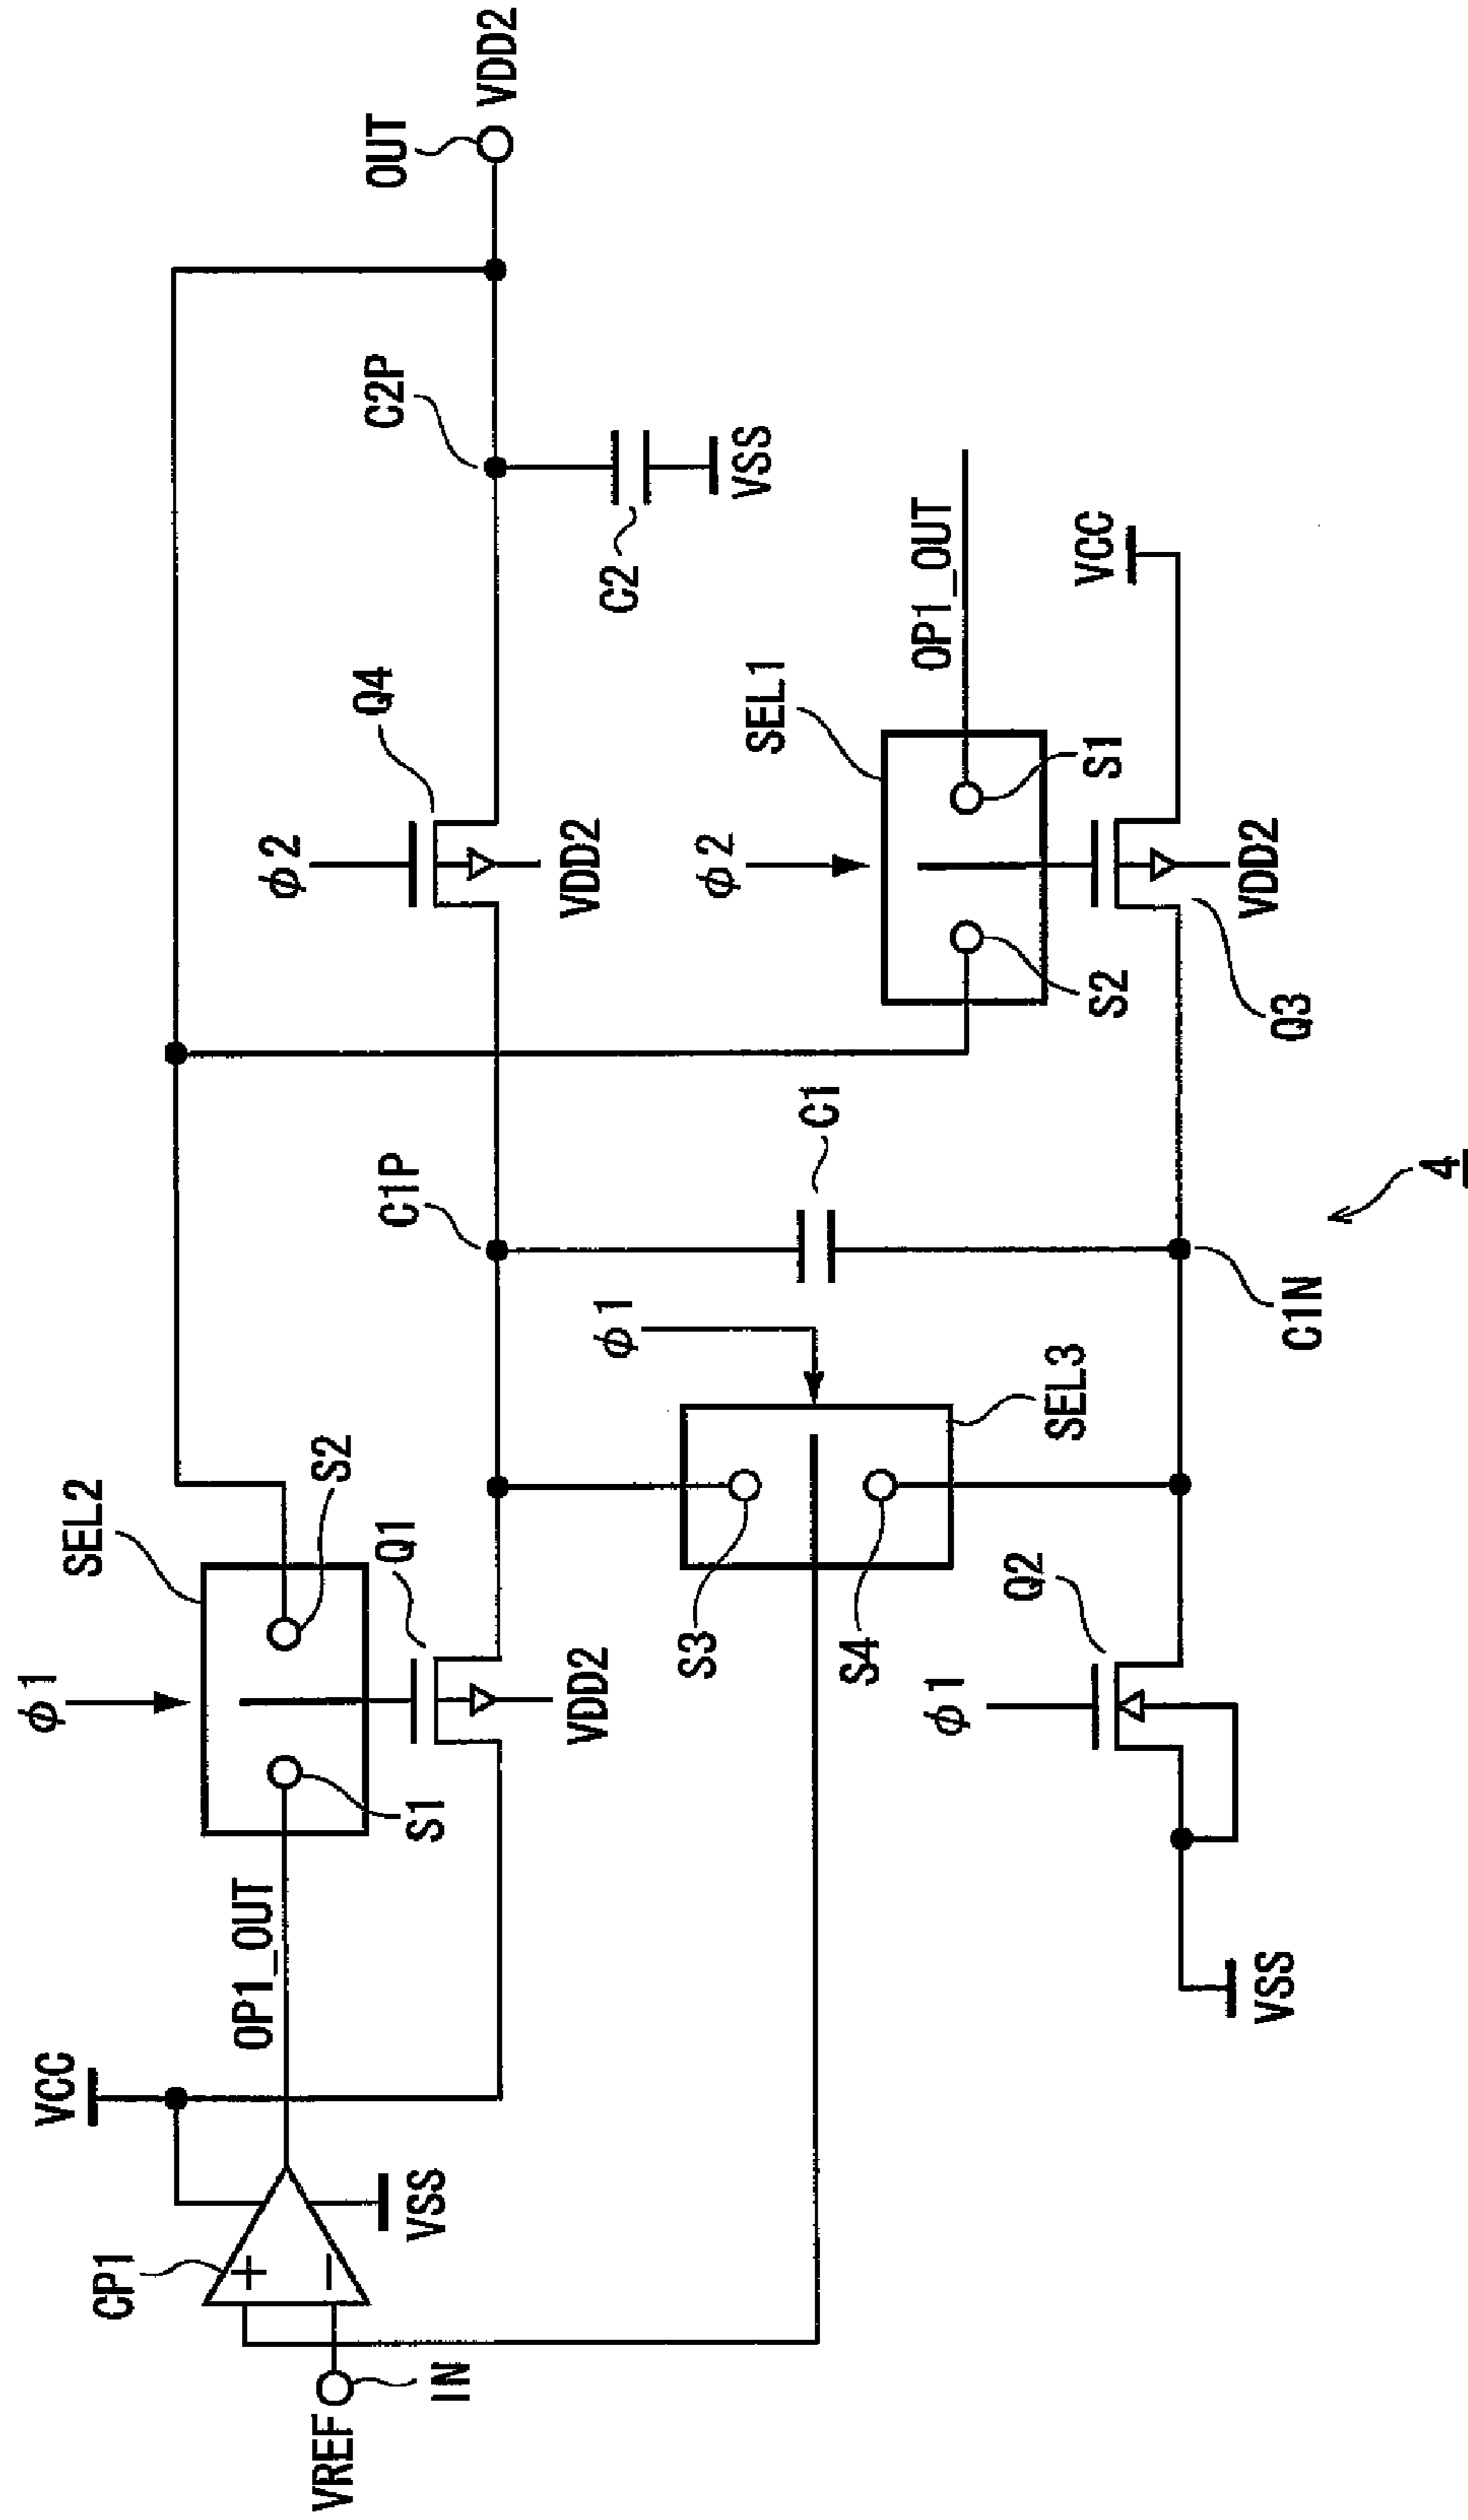 VREF
IN
CP1
VCC
VSS
OP1_OUT
φ1
SEL2
S1
S2
Q1
VDD2
φ1
SEL3
S3
S4
φ1
Q2
VSS
C1P
C1
C1N
φ2
Q4
VDD2
φ2
SEL1
S2
S1
OP1_OUT
Q3
VDD2
VCC
C2P
C2
VSS
OUT
VDD2
4